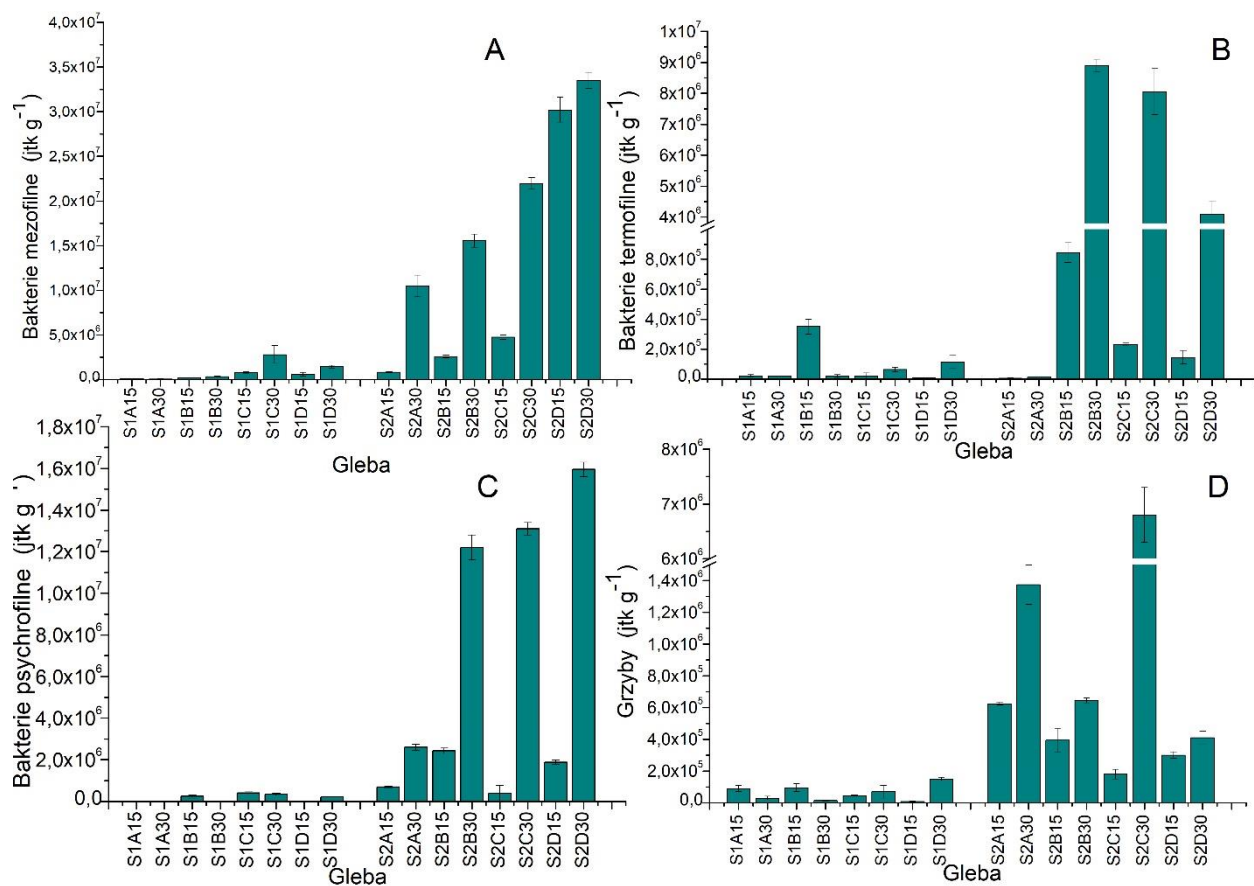 A
Bakterie mezofilne (jtk g⁻¹)
4,0x10⁷
3,5x10⁷
3,0x10⁷
2,5x10⁷
2,0x10⁷
1,5x10⁷
1,0x10⁷
5,0x10⁶
0,0
S1A15 S1A30 S1B15 S1B30 S1C15 S1C30 S1D15 S1D30 S2A15 S2A30 S2B15 S2B30 S2C15 S2C30 S2D15 S2D30
Gleba
B
Bakterie termofilne (jtk g⁻¹)
1x10⁷
9x10⁶
8x10⁶
7x10⁶
6x10⁶
5x10⁶
4x10⁶
8,0x10⁵
6,0x10⁵
4,0x10⁵
2,0x10⁵
0,0
S1A15 S1A30 S1B15 S1B30 S1C15 S1C30 S1D15 S1D30 S2A15 S2A30 S2B15 S2B30 S2C15 S2C30 S2D15 S2D30
Gleba
C
Bakterie psychrofilne (jtk g
1,8x10⁷
1,6x10⁷
1,4x10⁷
1,2x10⁷
1,0x10⁷
8,0x10⁶
6,0x10⁶
4,0x10⁶
2,0x10⁶
0,0
S1A15 S1A30 S1B15 S1B30 S1C15 S1C30 S1D15 S1D30 S2A15 S2A30 S2B15 S2B30 S2C15 S2C30 S2D15 S2D30
Gleba
D
Grzyby (jtk g⁻¹)
8x10⁶
7x10⁶
6x10⁶
1,4x10⁶
1,2x10⁶
1,0x10⁶
8,0x10⁵
6,0x10⁵
4,0x10⁵
2,0x10⁵
0,0
S1A15 S1A30 S1B15 S1B30 S1C15 S1C30 S1D15 S1D30 S2A15 S2A30 S2B15 S2B30 S2C15 S2C30 S2D15 S2D30
Gleba